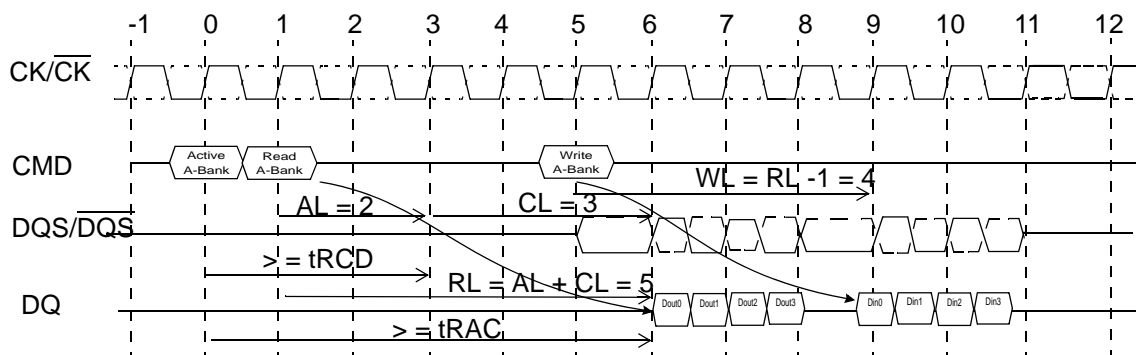 -1 0 1 2 3 4 5 6 7 8 9 10 11 12
CK/CK
CMD
Active
A-Bank
Read
A-Bank
Write
A-Bank
WL = RL -1 = 4
AL = 2
CL = 3
DQS/DQS
> = tRCD
RL = AL + CL = 5
DQ
Dout0 Dout1 Dout2 Dout3 Din0 Din1 Din2 Din3
> = tRAC